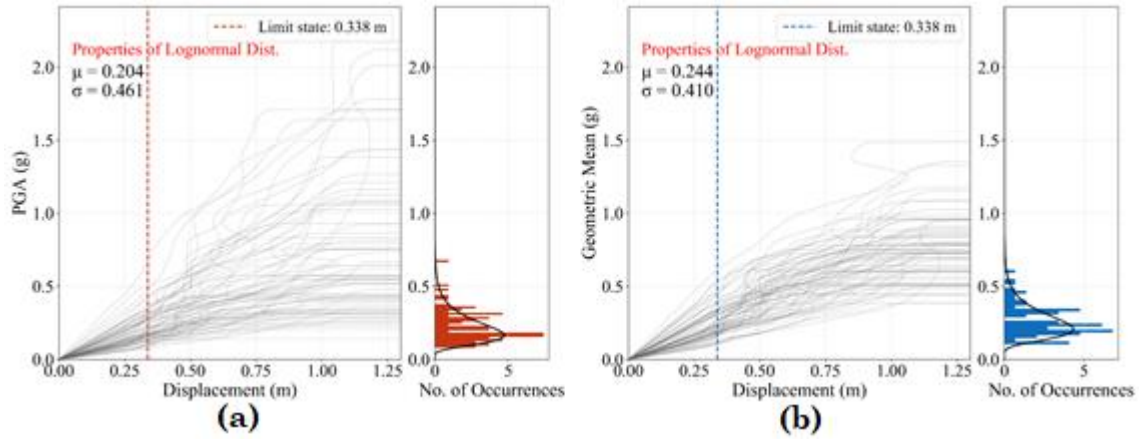 Limit state: 0.338 m
Properties of Lognormal Dist.
μ = 0.204
σ = 0.461
PGA (g)
2.0
1.5
1.0
0.5
0.0
0.00 0.25 0.50 0.75 1.00 1.25
Displacement (m)
2.0
1.5
1.0
0.5
0.0
5
No. of Occurrences
(a)
Limit state: 0.338 m
Properties of Lognormal Dist.
μ = 0.244
σ = 0.410
Geometric Mean (g)
2.0
1.5
1.0
0.5
0.0
0.00 0.25 0.50 0.75 1.00 1.25
Displacement (m)
2.0
1.5
1.0
0.5
0.0
0 5
No. of Occurrences
(b)